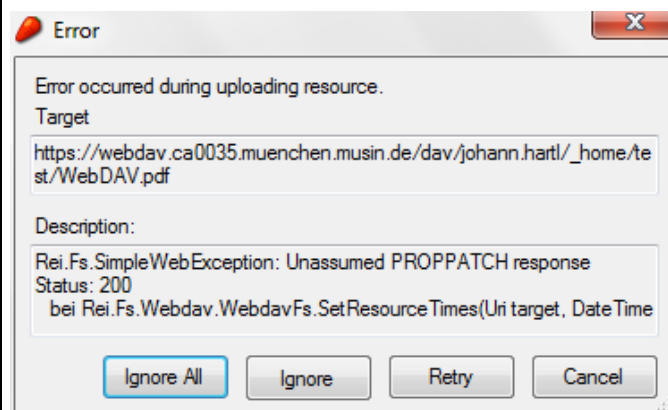 Error
Error occurred during uploading resource.
Target
https://webdav.ca0035.muenchen.musin.de/dav/johann.hartl/_home/te
st/WebDAV.pdf
Description:
Rei.Fs.SimpleWebException: Unassumed PROPPATCH response
Status: 200
bei Rei.Fs.Webdav.WebdavFs.SetResourceTimes(Uri target, DateTime
Ignore All
Ignore
Retry
Cancel